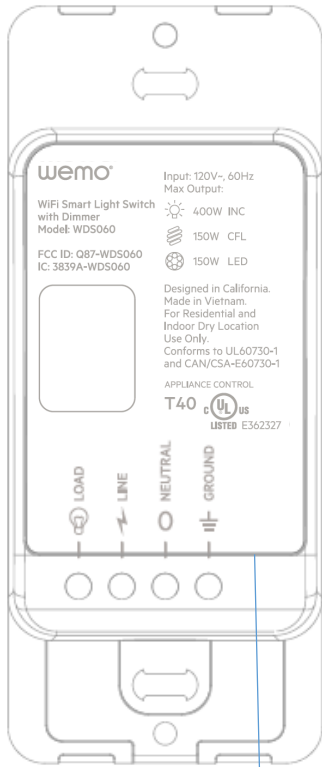 wemo®
WiFi Smart Light Switch
with Dimmer
Model: WDS060
FCC ID: Q87-WDS060
IC: 3839A-WDS060
Input: 120V~, 60Hz
Max Output:
400W INC
150W CFL
150W LED
Designed in California.
Made in Vietnam.
For Residential and
Indoor Dry Location
Use Only.
Conforms to UL60730-1
and CAN/CSA-E60730-1
APPLIANCE CONTROL
T40 c UL US
LISTED E362327
LOAD
LINE
NEUTRAL
GROUND